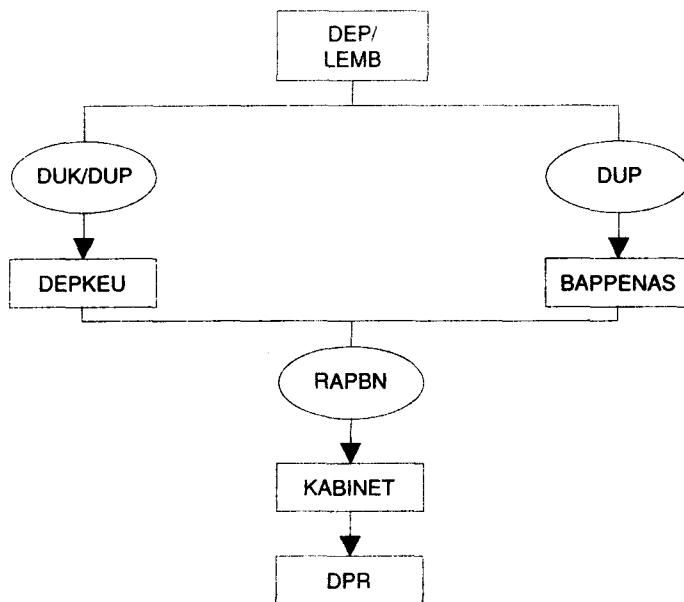 DEP/
LEMB
DUK/DUP
DUP
DEPKEU
BAPPENAS
RAPBN
KABINET
DPR